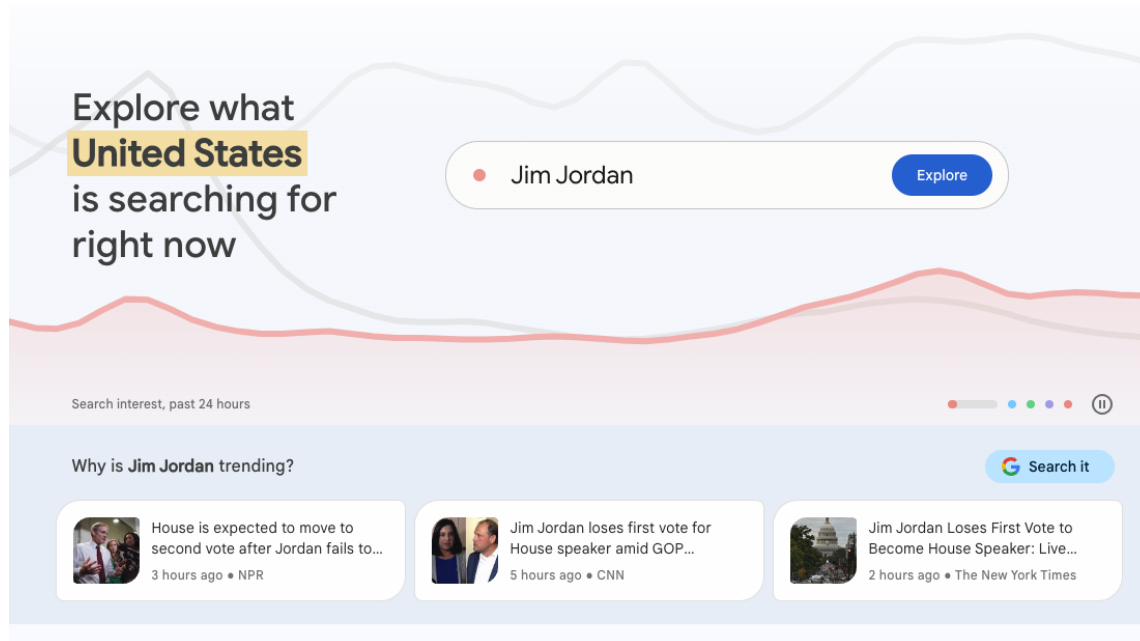 Explore what
United States
is searching for
right now
Jim Jordan
Explore
Search interest, past 24 hours
Why is Jim Jordan trending?
Search it
House is expected to move to
second vote after Jordan fails to...
3 hours ago • NPR
Jim Jordan loses first vote for
House speaker amid GOP...
5 hours ago • CNN
Jim Jordan Loses First Vote to
Become House Speaker: Live...
2 hours ago • The New York Times